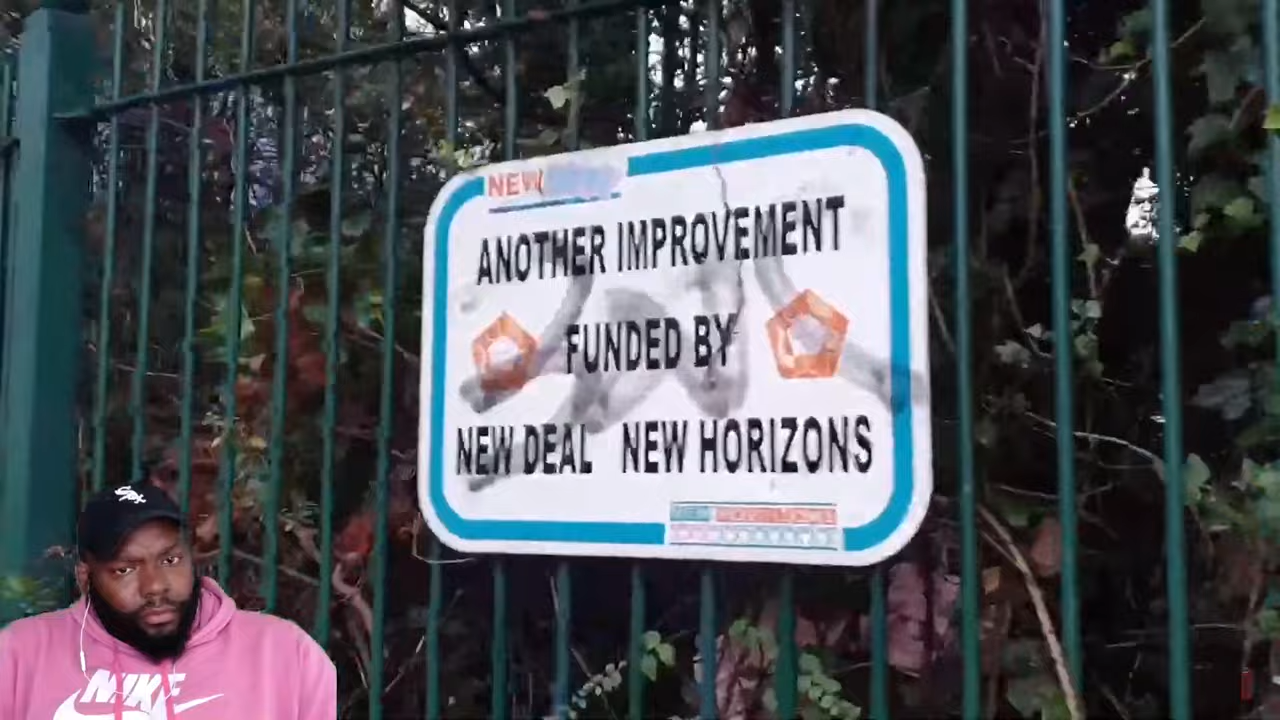 NEW
ANOTHER IMPROVEMENT
FUNDED BY
NEW DEAL NEW HORIZONS
NIKE